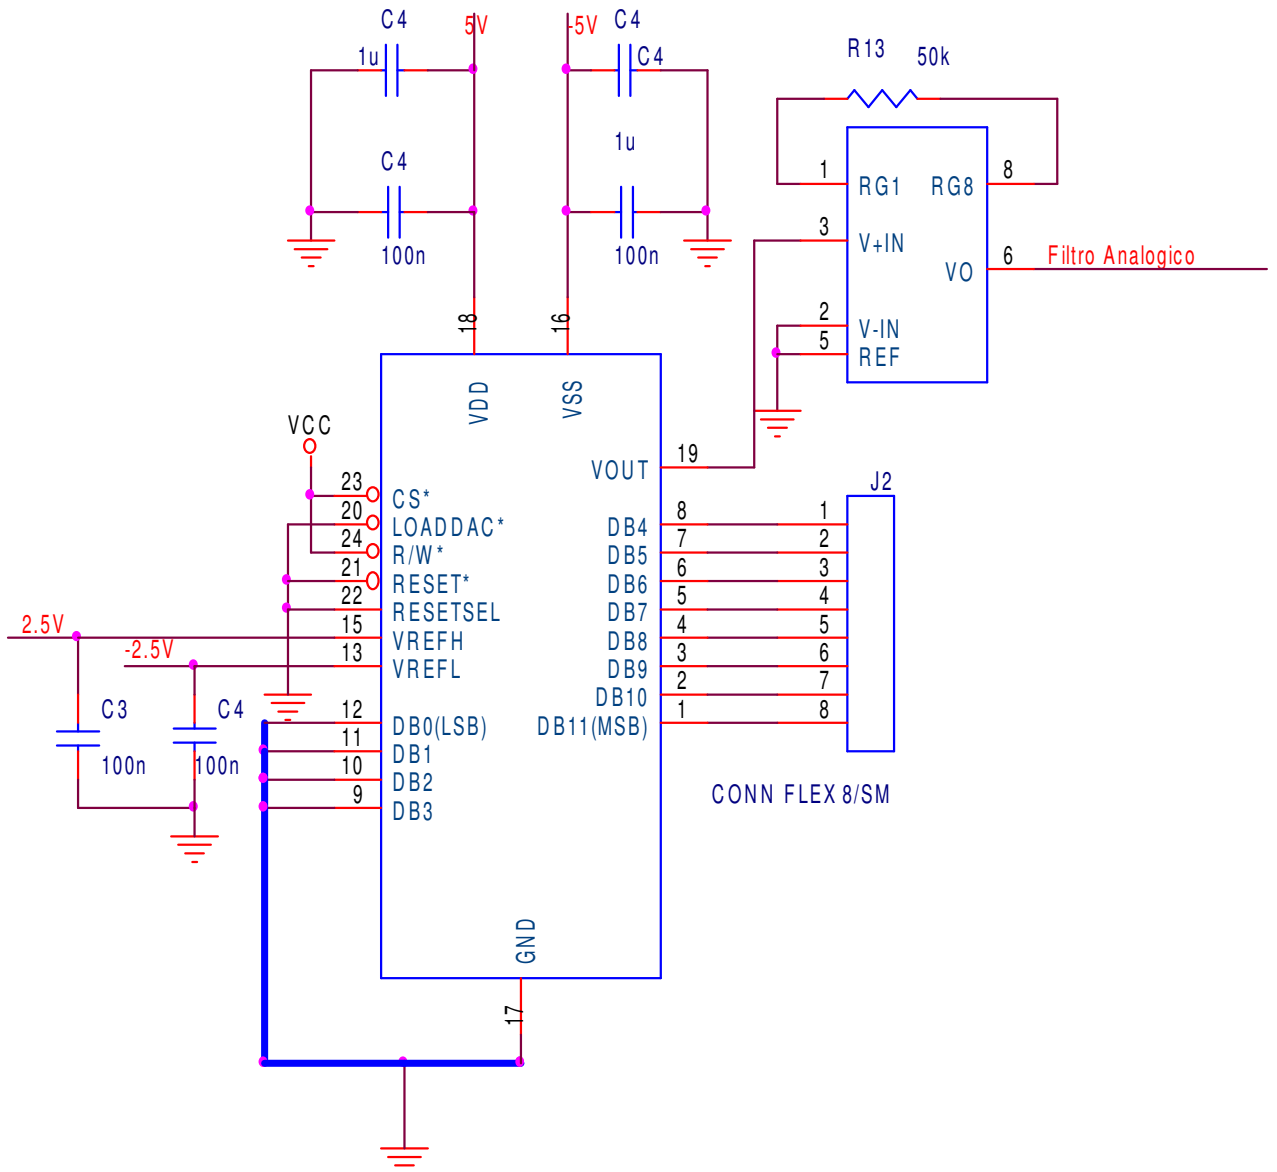 C4
5V
-5V
C4
1u
C4
R13
50k
C4
1u
100n
100n
1
RG1
RG8
8
3
V+IN
VO
6
Filtro Analogico
2
V-IN
5
REF
18
16
VDD
VSS
VCC
VOUT
19
23
CS*
20
LOADDAC*
24
R/W*
21
RESET*
22
RESETSEL
2.5V
15
VREFH
-2.5V
13
VREFL
J2
DB4
8
1
DB5
7
2
DB6
6
3
DB7
5
4
DB8
4
5
DB9
3
6
DB10
2
7
DB11(MSB)
1
8
C3
C4
100n
100n
12
DB0(LSB)
11
DB1
10
DB2
9
DB3
CONN FLEX 8/SM
GND
17